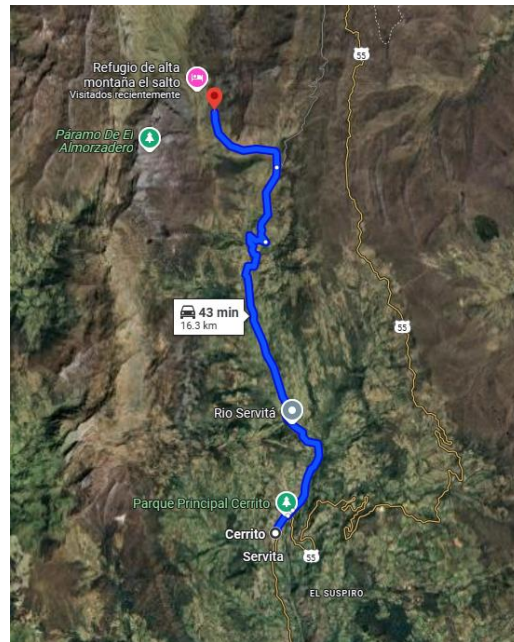 55
Refugio de alta
montaña el salto
Visitados recientemente
Páramo De El
Almorzadero
43 min
16.3 km
55
Rio Servitá
Parque Principal Cerrito
Cerrito
Servita
55
EL SUSPIRO